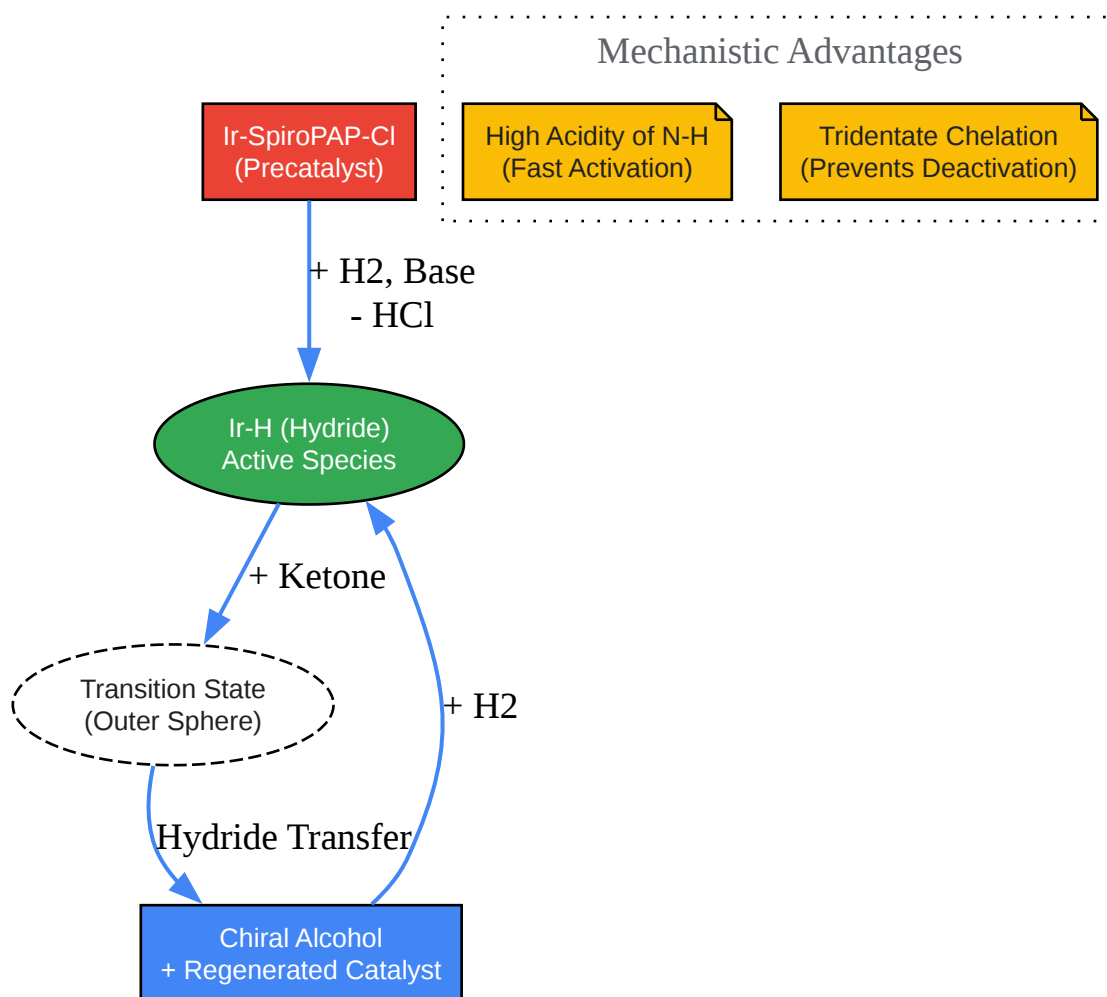 Mechanistic Advantages
Ir-SpiroPAP-Cl
(Precatalyst)
High Acidity of N-H
(Fast Activation)
Tridentate Chelation
(Prevents Deactivation)
+ H2, Base
- HCl
Ir-H (Hydride)
Active Species
+ Ketone
Transition State
(Outer Sphere)
+ H2
Hydride Transfer
Chiral Alcohol
+ Regenerated Catalyst